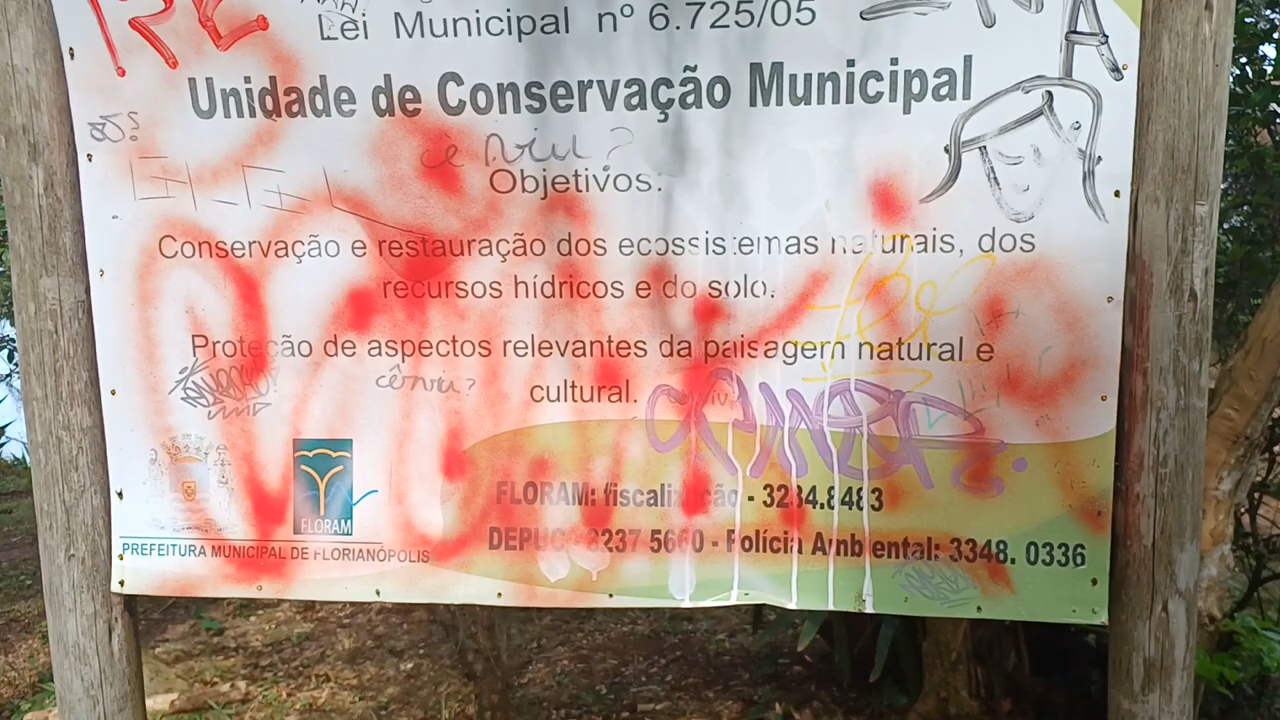 Lei Municipal nº 6.725/05
Unidade de Conservação Municipal
é viu?
Objetivos:
Conservação e restauração dos ecossistemas naturais, dos
recursos hídricos e do solo.
Proteção de aspectos relevantes da paisagem natural e
cultural.
FLORAM
FLORAM: fiscalização - 3234.8483
DEPUC: 3237 5660 - Polícia Ambiental: 3348. 0336
PREFEITURA MUNICIPAL DE FLORIANÓPOLIS